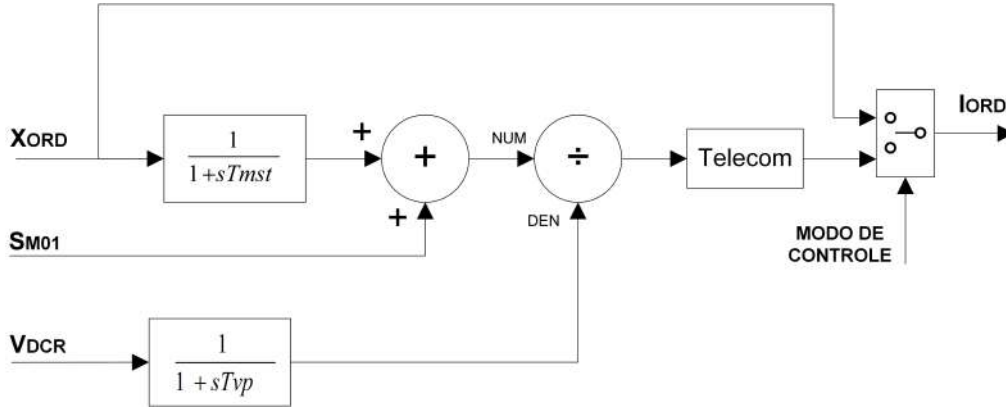 XORD
1
1+sTmst
+
+
NUM
÷
Telecom
IORD
+
SM01
DEN
MODO DE
CONTROLE
VDCR
1
1 + sTvp